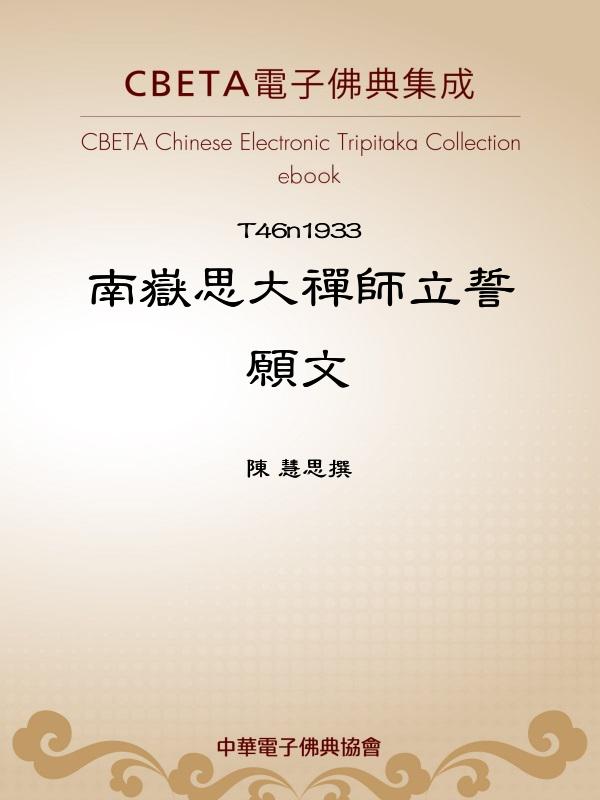 CBETA電子佛典集成
CBETA Chinese Electronic Tripitaka Collection
ebook
T46n1933
南嶽思大禪師立誓
願文
陳 慧思撰
中華電子佛典協會